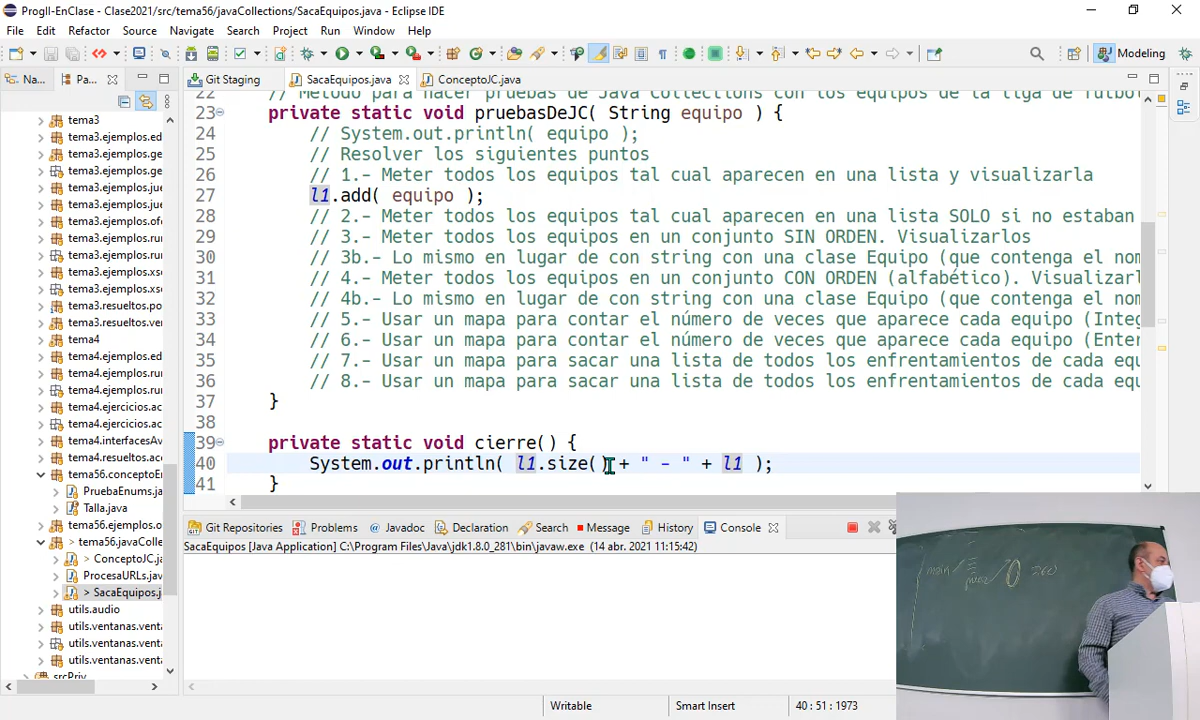 ProgII-EnClase - Clase2021/src/tema56/javaCollections/SacaEquipos.java - Eclipse IDE
File Edit Refactor Source Navigate Search Project Run Window Help
Modeling
Na... Pa...
Git Staging SacaEquipos.java ConceptoJC.java
tema3
tema3.ejemplos.ed
tema3.ejemplos.ge
tema3.ejemplos.ge
tema3.ejemplos.jue
tema3.ejemplos.jue
tema3.ejemplos.ofe
tema3.ejemplos.run
tema3.ejemplos.run
tema3.ejemplos.xse
tema3.ejemplos.xse
tema3.resueltos.po
tema3.resueltos.ve
tema4
tema4.ejemplos.ed
tema4.ejemplos.ru
tema4.ejercicios.ac
tema4.ejercicios.ac
tema4.interfacesAv
tema4.resueltos.ac
tema56.conceptoEn
PruebaEnums.java
Talla.java
tema56.ejemplos.o
> tema56.javaColle
> ConceptoJC.java
ProcesaURLs.jav
> SacaEquipos.j
utils.audio
utils.ventanas.venta
utils.ventanas.venta
utils.ventanas.venta
srcPriv
22 // Método para hacer pruebas de Java Collections con los equipos de la liga de fútbol
23 private static void pruebasDeJC( String equipo ) {
24 // System.out.println( equipo );
25 // Resolver los siguientes puntos
26 // 1.- Meter todos los equipos tal cual aparecen en una lista y visualizarla
27 l1.add( equipo );
28 // 2.- Meter todos los equipos tal cual aparecen en una lista SOLO si no estaban
29 // 3.- Meter todos los equipos en un conjunto SIN ORDEN. Visualizarlos
30 // 3b.- Lo mismo en lugar de con string con una clase Equipo (que contenga el nom
31 // 4.- Meter todos los equipos en un conjunto CON ORDEN (alfabético). Visualizarl
32 // 4b.- Lo mismo en lugar de con string con una clase Equipo (que contenga el nom
33 // 5.- Usar un mapa para contar el número de veces que aparece cada equipo (Integ
34 // 6.- Usar un mapa para contar el número de veces que aparece cada equipo (Enter
35 // 7.- Usar un mapa para sacar una lista de todos los enfrentamientos de cada equ
36 // 8.- Usar un mapa para sacar una lista de todos los enfrentamientos de cada equ
37 }
38
39 private static void cierre() {
40 System.out.println( l1.size() + " - " + l1 );
41 }
Git Repositories Problems Javadoc Declaration Search Message History Console
SacaEquipos [Java Application] C:\Program Files\Java\jdk1.8.0_281\bin\javaw.exe (14 abr. 2021 11:15:42)
main
Writable Smart Insert 40 : 51 : 1973